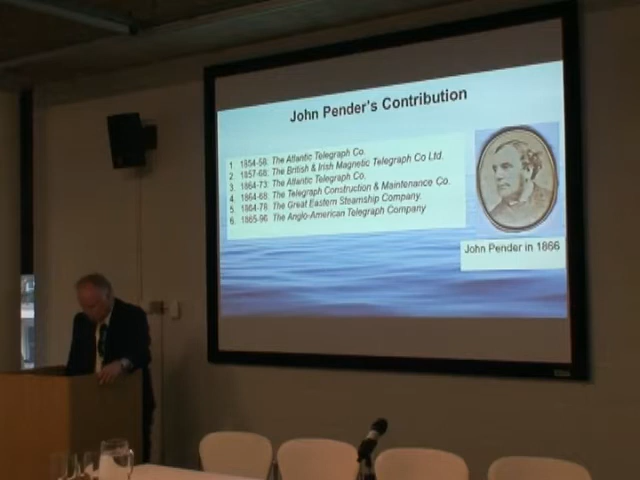 John Pender's Contribution
1. 1854-58: The Atlantic Telegraph Co.
2. 1857-68: The British & Irish Magnetic Telegraph Co Ltd.
3. 1864-73: The Atlantic Telegraph Co.
4. 1864-68: The Telegraph Construction & Maintenance Co.
5. 1864-78: The Great Eastern Steamship Company.
6. 1865-96 The Anglo-American Telegraph Company
John Pender in 1866